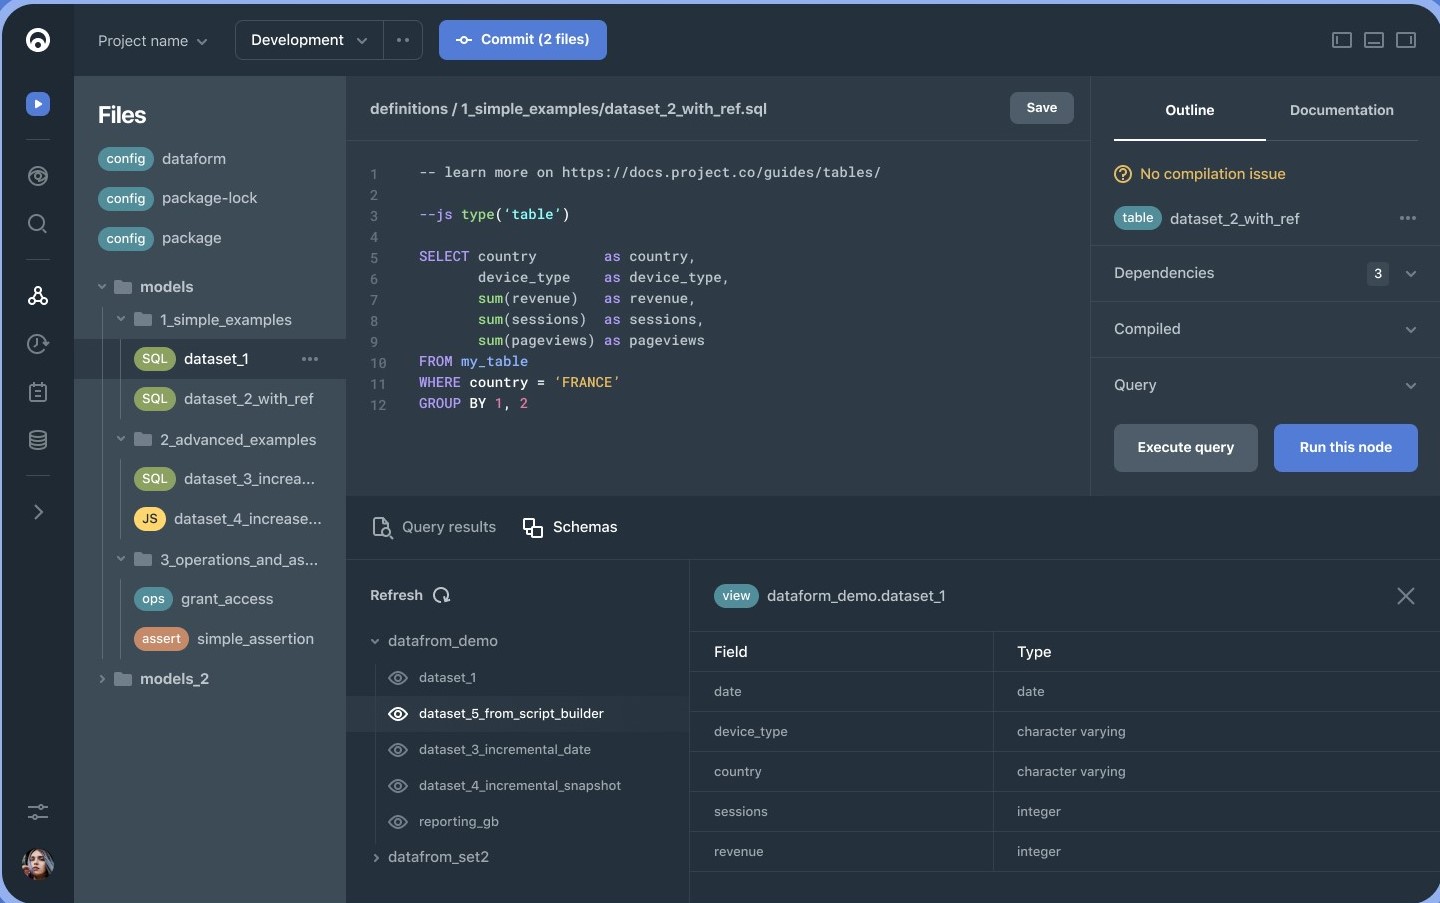 Project name
Development
Commit (2 files)
Files
config dataform
config package-lock
config package
models
1_simple_examples
SQL dataset_1
SQL dataset_2_with_ref
2_advanced_examples
SQL dataset_3_increa...
JS dataset_4_increase...
3_operations_and_as...
ops grant_access
assert simple_assertion
models_2
definitions / 1_simple_examples/dataset_2_with_ref.sql
Save
1 -- learn more on https://docs.project.co/guides/tables/
2
3 --js type(‘table’)
4
5 SELECT country as country,
6 device_type as device_type,
7 sum(revenue) as revenue,
8 sum(sessions) as sessions,
9 sum(pageviews) as pageviews
10 FROM my_table
11 WHERE country = ‘FRANCE’
12 GROUP BY 1, 2
Outline
Documentation
No compilation issue
table dataset_2_with_ref
Dependencies 3
Compiled
Query
Execute query
Run this node
Query results
Schemas
Refresh
datafrom_demo
dataset_1
dataset_5_from_script_builder
dataset_3_incremental_date
dataset_4_incremental_snapshot
reporting_gb
datafrom_set2
view dataform_demo.dataset_1
Field Type
date date
device_type character varying
country character varying
sessions integer
revenue integer